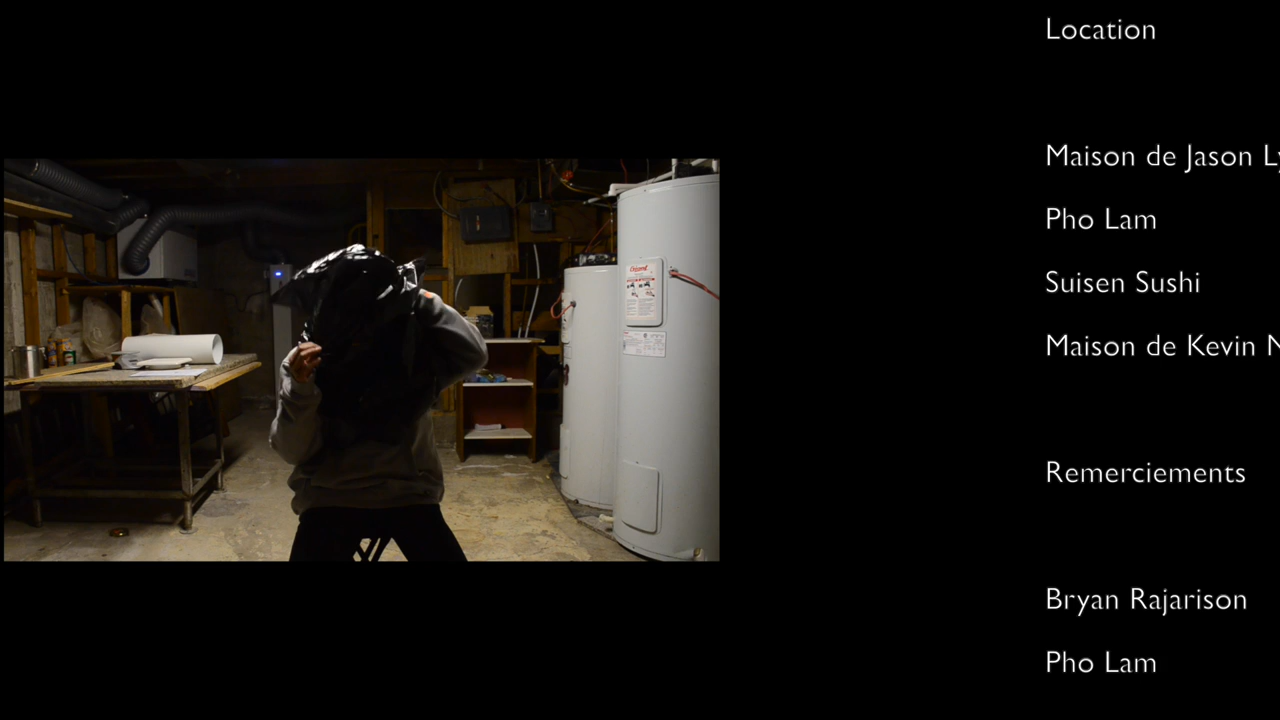 Location
Maison de Jason
Pho Lam
Suisen Sushi
Maison de Kevin
Remerciements
Bryan Rajarison
Pho Lam